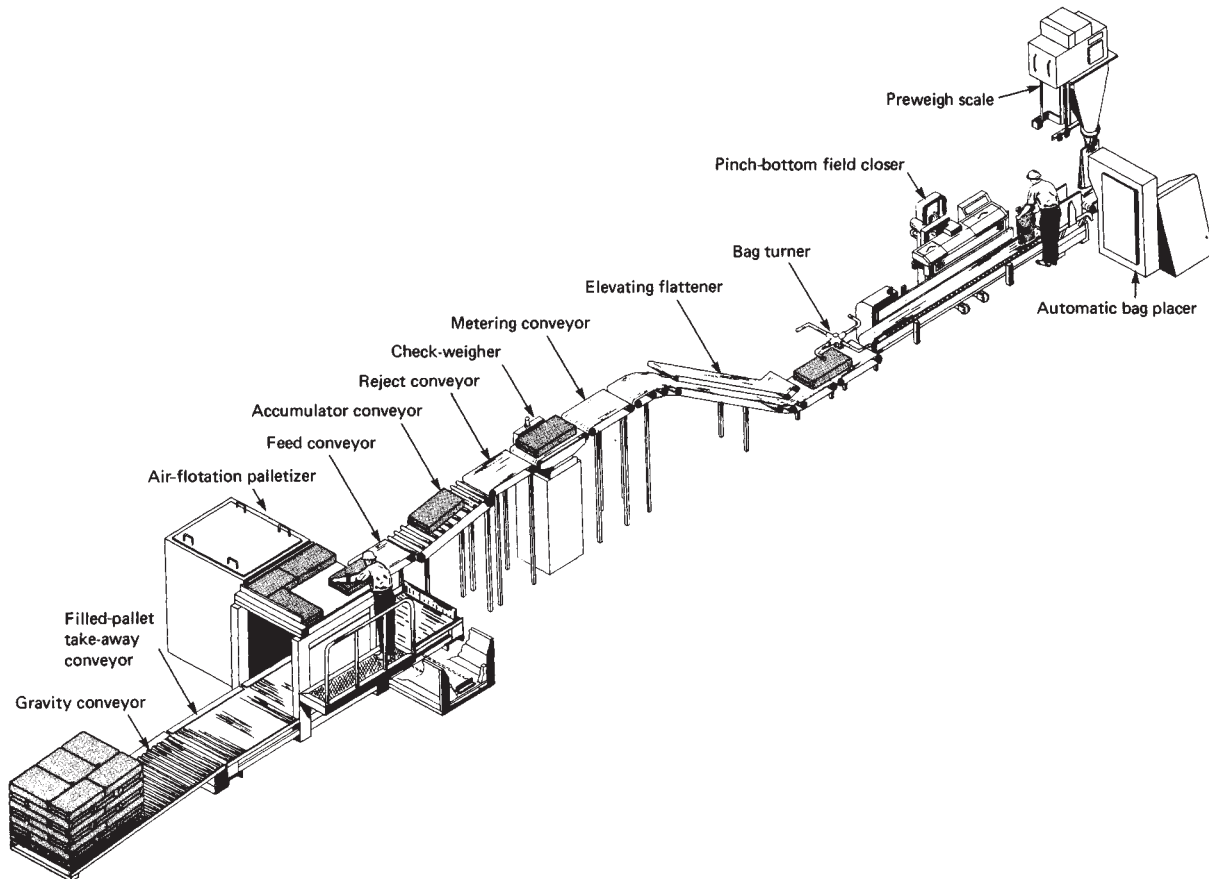 Preweigh scale
Pinch-bottom field closer
Bag turner
Elevating flattener
Automatic bag placer
Metering conveyor
Check-weigher
Reject conveyor
Accumulator conveyor
Feed conveyor
Air-flotation palletizer
Filled-pallet
take-away
conveyor
Gravity conveyor